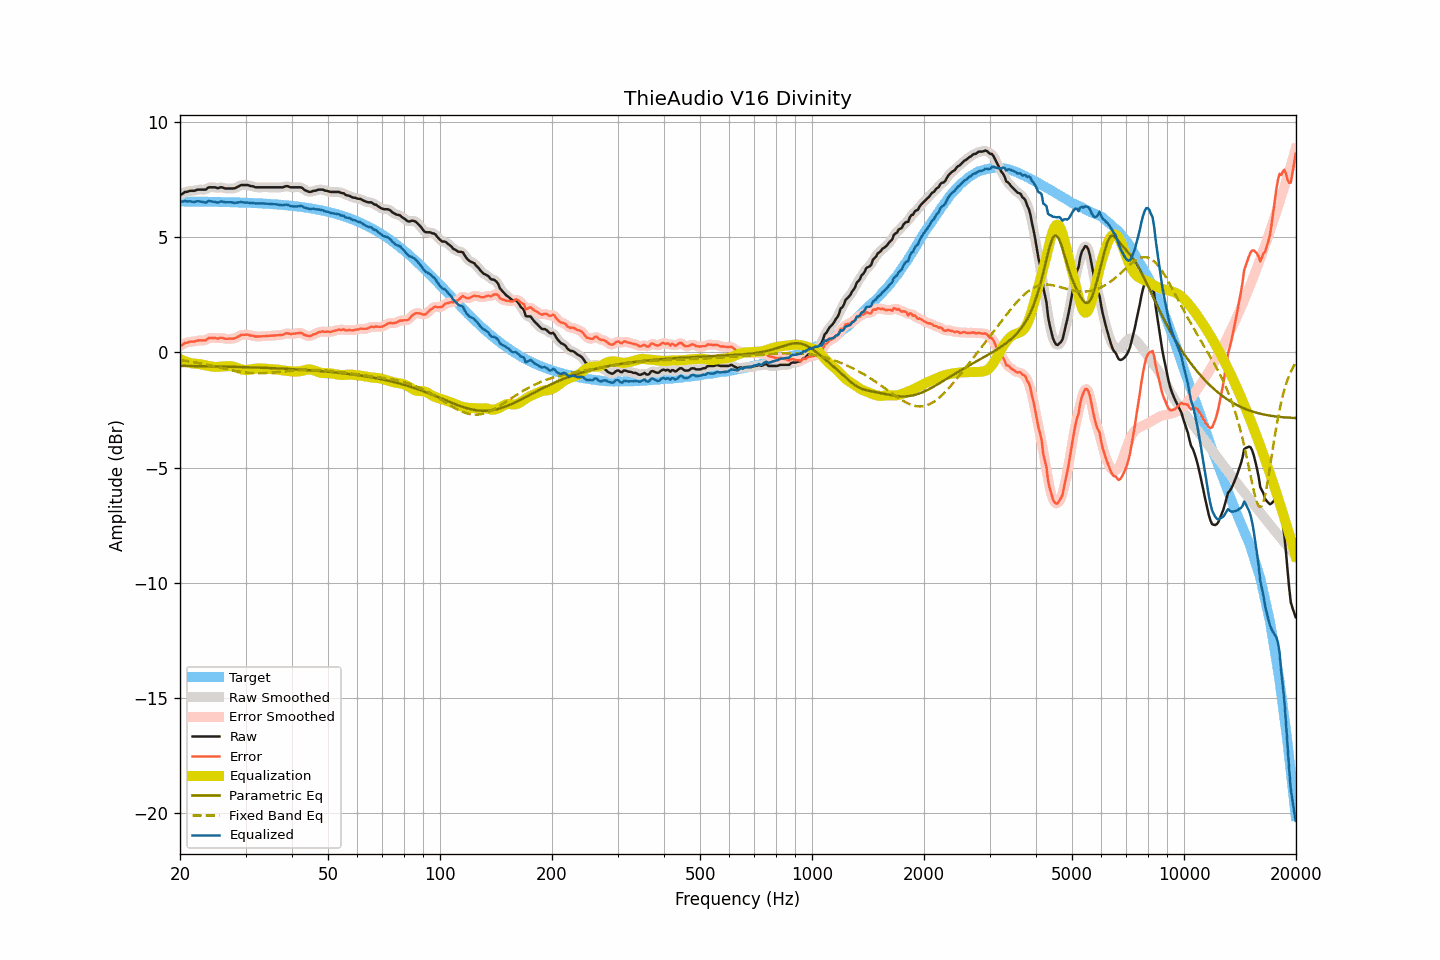 ThieAudio V16 Divinity
10
5
0
−5
−10
−15
−20
Amplitude (dBr)
Target
Raw Smoothed
Error Smoothed
Raw
Error
Equalization
Parametric Eq
Fixed Band Eq
Equalized
20 50 100 200 500 1000 2000 5000 10000 20000
Frequency (Hz)